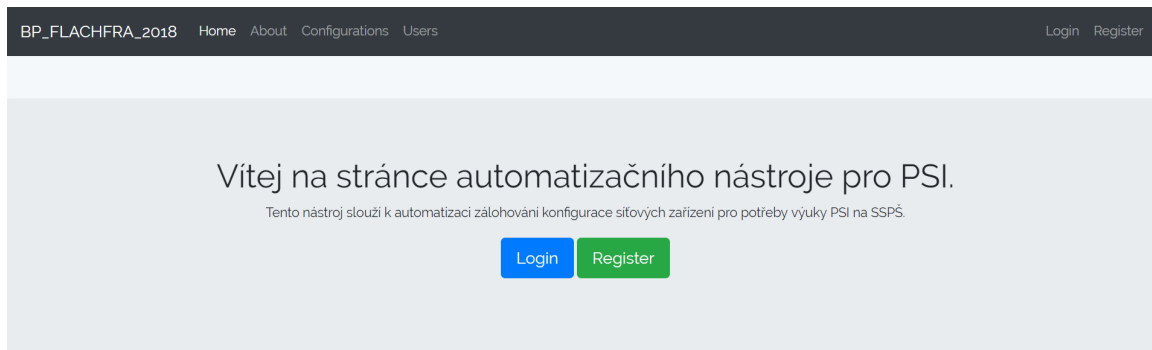 BP_FLACHFRA_2018 Home About Configurations Users Login Register
Vítej na stránce automatizačního nástroje pro PSI.
Tento nástroj slouží k automatizaci zálohování konfigurace síťových zařízení pro potřeby výuky PSI na SSPŠ.
Login Register